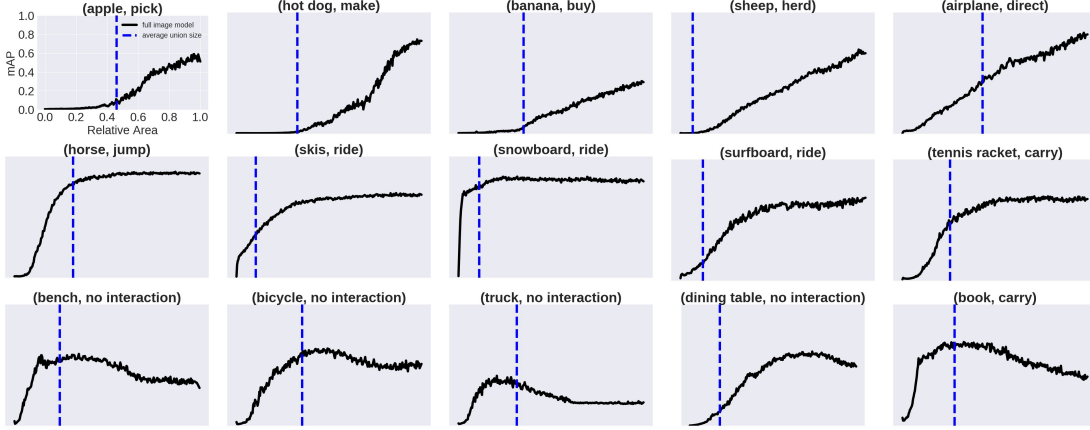 (apple, pick)
(hot dog, make)
(banana, buy)
(sheep, herd)
(airplane, direct)
1.0
0.8
0.6
0.4
0.2
0.0
mAP
full image model
average union size
0.0 0.2 0.4 0.6 0.8 1.0
Relative Area
(horse, jump)
(skis, ride)
(snowboard, ride)
(surfboard, ride)
(tennis racket, carry)
(bench, no interaction)
(bicycle, no interaction)
(truck, no interaction)
(dining table, no interaction)
(book, carry)